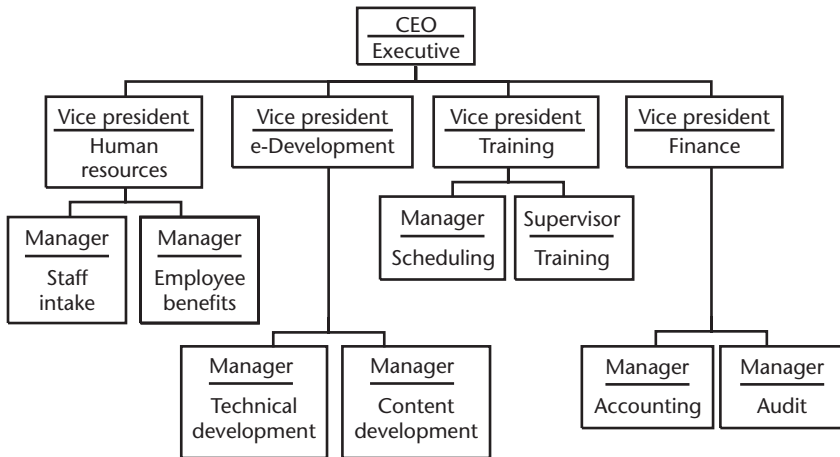 CEO
Executive
Vice president
Human
resources
Vice president
e-Development
Vice president
Training
Vice president
Finance
Manager
Staff
intake
Manager
Employee
benefits
Manager
Scheduling
Supervisor
Training
Manager
Technical
development
Manager
Content
development
Manager
Accounting
Manager
Audit